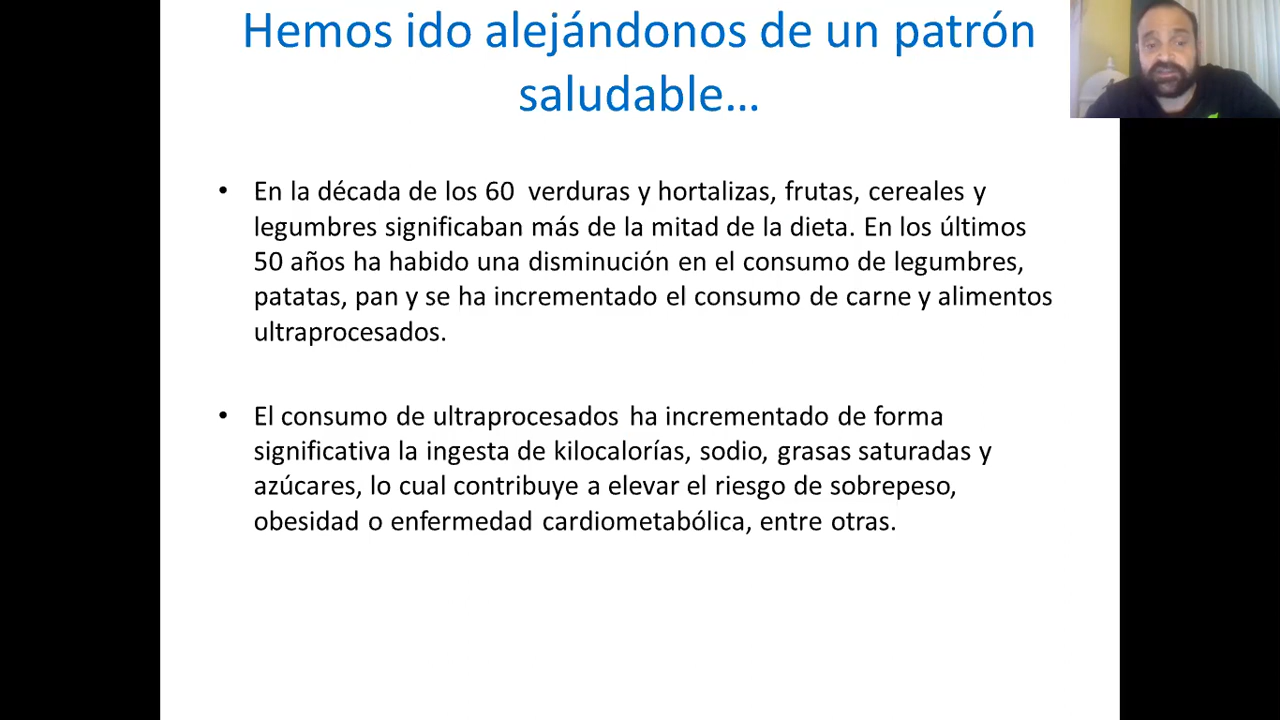 Hemos ido alejándonos de un patrón
saludable...
• En la década de los 60  verduras y hortalizas, frutas, cereales y
legumbres significaban más de la mitad de la dieta. En los últimos
50 años ha habido una disminución en el consumo de legumbres,
patatas, pan y se ha incrementado el consumo de carne y alimentos
ultraprocesados.
• El consumo de ultraprocesados ha incrementado de forma
significativa la ingesta de kilocalorías, sodio, grasas saturadas y
azúcares, lo cual contribuye a elevar el riesgo de sobrepeso,
obesidad o enfermedad cardiometabólica, entre otras.